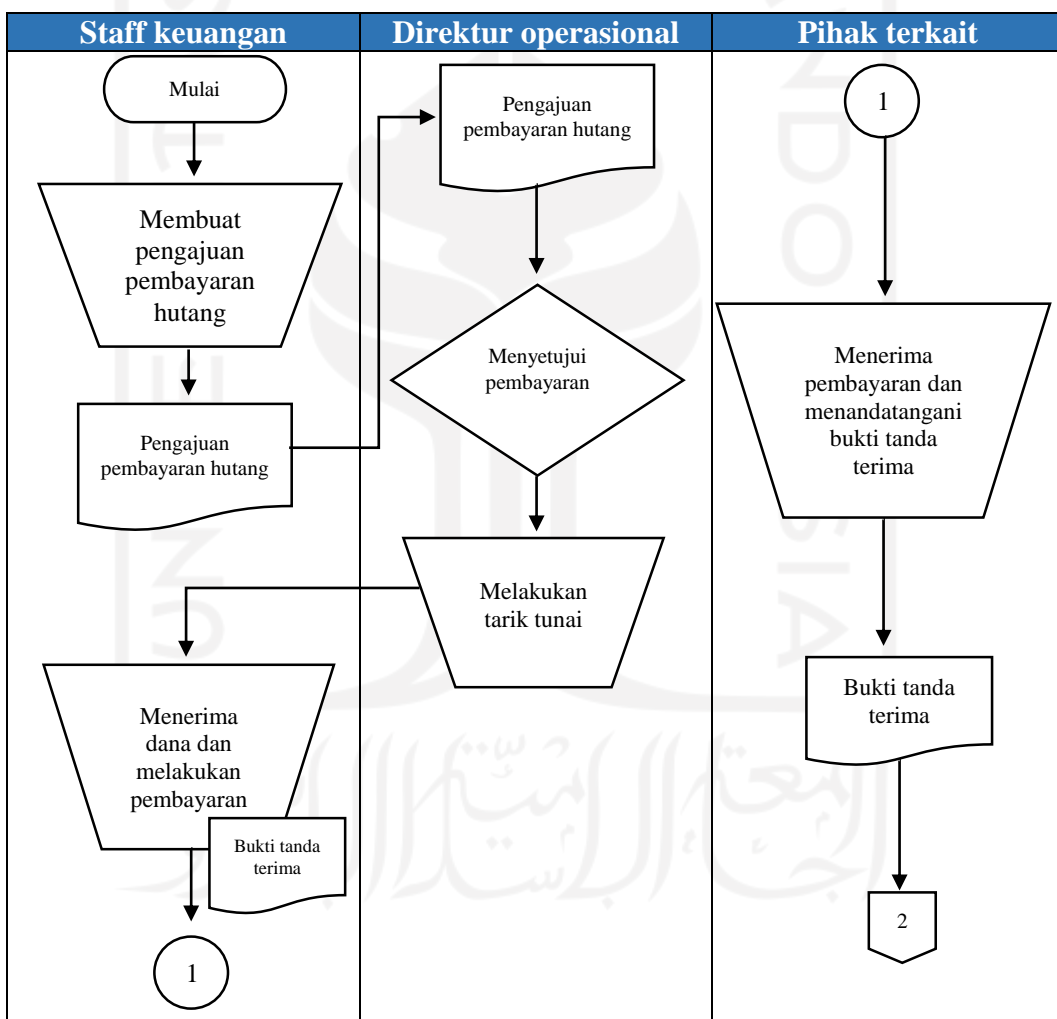 Staff keuangan
Direktur operasional
Pihak terkait
Mulai
Membuat
pengajuan
pembayaran
hutang
Pengajuan
pembayaran hutang
Menerima
dana dan
melakukan
pembayaran
Bukti tanda
terima
1
Pengajuan
pembayaran hutang
Menyetujui
pembayaran
Melakukan
tarik tunai
1
Menerima
pembayaran dan
menandatangani
bukti tanda
terima
Bukti tanda
terima
2